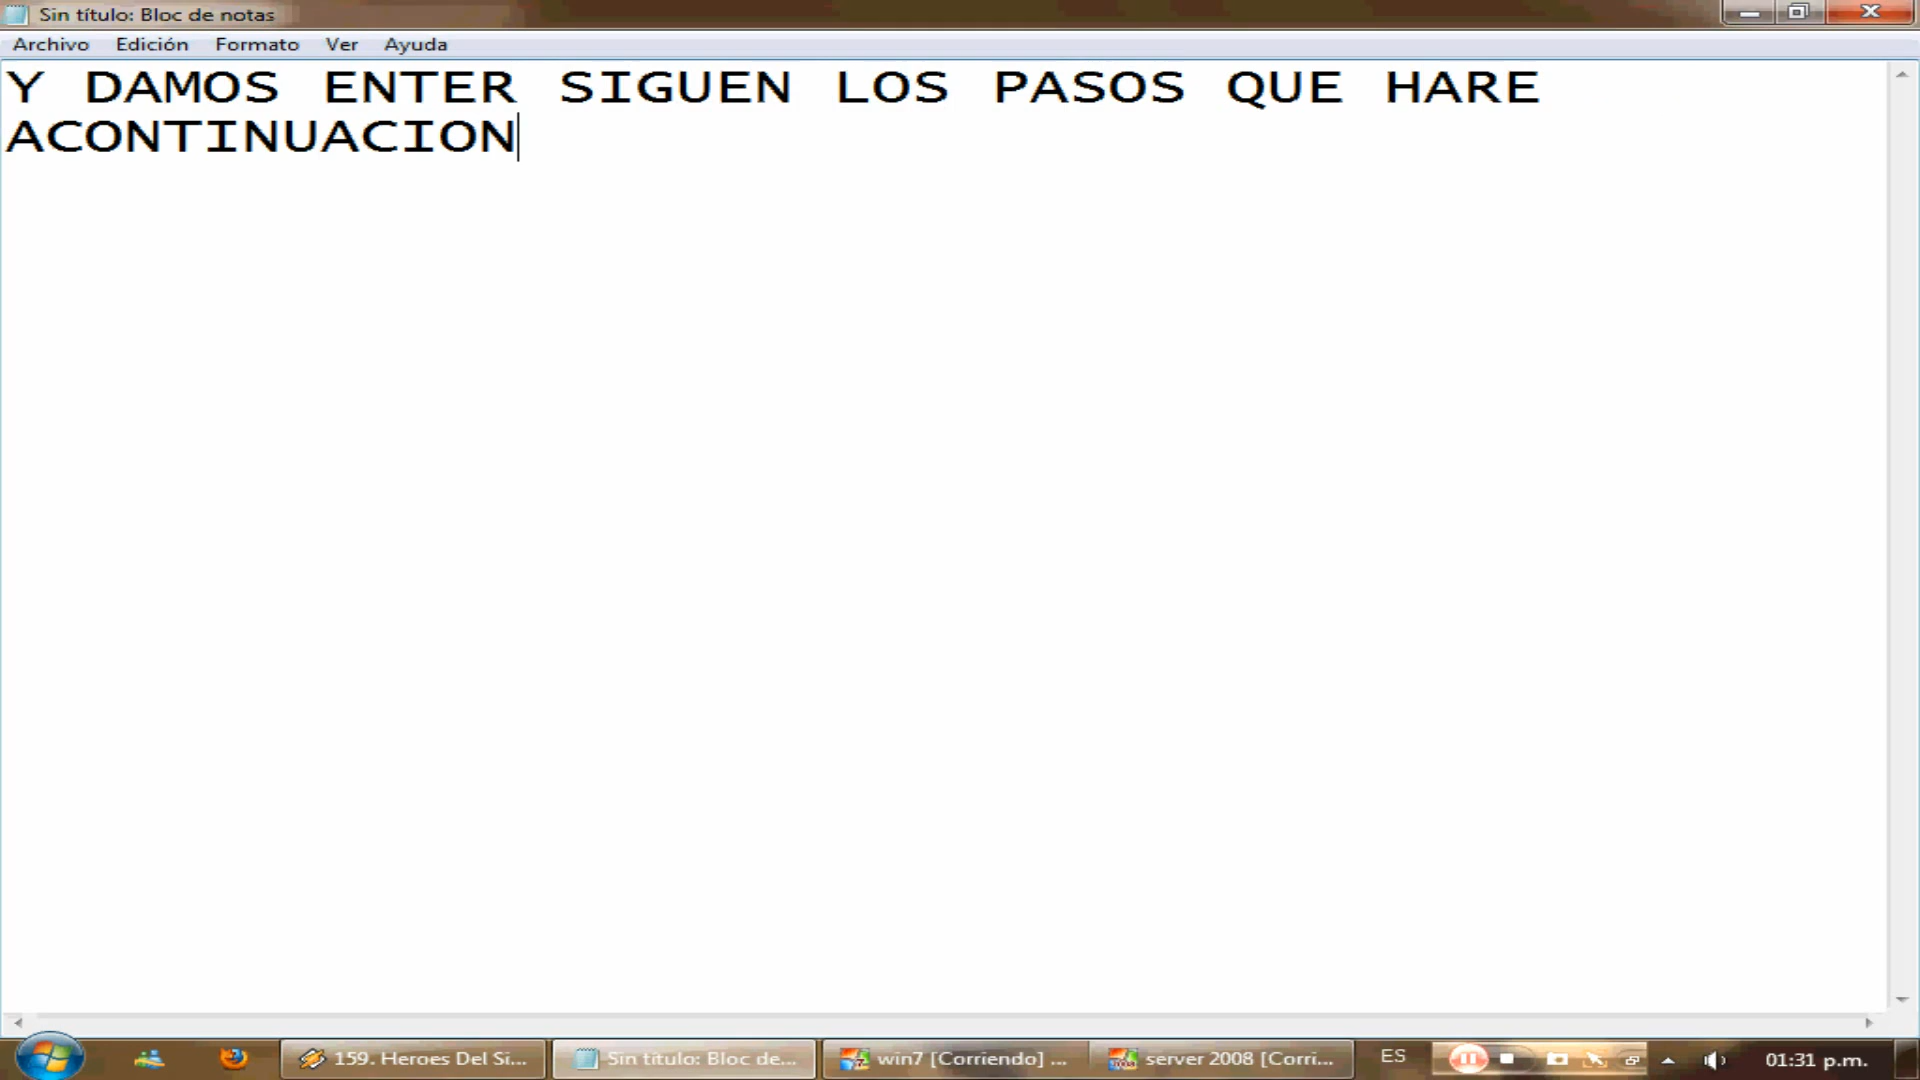 Sin título: Bloc de notas
Archivo Edición Formato Ver Ayuda
Y DAMOS ENTER SIGUEN LOS PASOS QUE HARE
ACONTINUACION
159. Heroes Del Si... Sin título: Bloc de... win7 [Corriendo] ... server 2008 [Corri... ES 01:31 p.m.